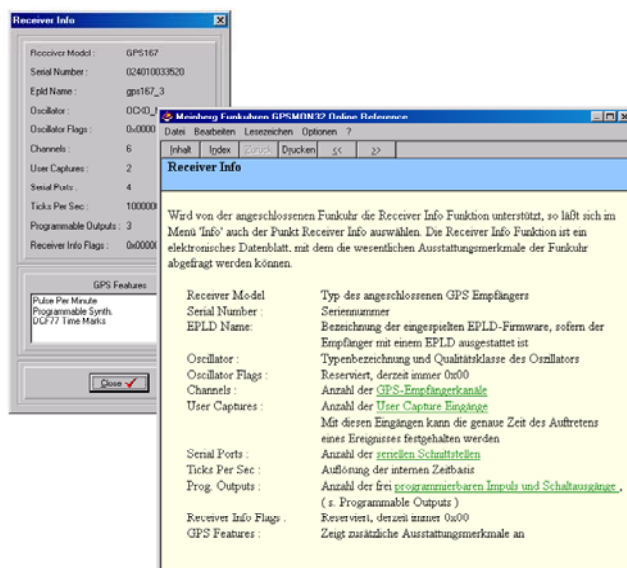 Receiver Info
Receiver Model : GPS167
Serial Number : 024010033520
Epld Name : gps167_3
Oscillator :
Oscillator Flags :
Channels : 6
User Captures : 2
Serial Ports : 4
Ticks Per Sec :
Programmable Outputs : 3
Receiver Info Flags :
GPS Features
Pulse Per Minute
Programmable Synth.
DCF77 Time Marks
Close
Meinberg Funkuhren GPSMON32 Online Reference
Datei Bearbeiten Lesezeichen Optionen ?
Inhalt Index Zurück Drucken << >>
Receiver Info
Wird von der angeschlossenen Funkuhr die Receiver Info Funktion unterstützt, so läßt sich im
Menü 'Info' auch der Punkt Receiver Info auswählen. Die Receiver Info Funktion ist ein
elektronisches Datenblatt, mit dem die wesentlichen Ausstattungsmerkmale der Funkuhr
abgefragt werden können.
Receiver Model Typ des angeschlossenen GPS Empfängers
Serial Number : Seriennummer
EPLD Name: Bezeichnung der eingespielten EPLD-Firmware, sofern der
Empfänger mit einem EPLD ausgestattet ist
Oscillator : Typenbezeichnung und Qualitätsklasse des Oszillators
Oscillator Flags : Reserviert, derzeit immer 0x00
Channels : Anzahl der GPS-Empfängerkanäle
User Captures : Anzahl der User Capture Eingänge
Mit diesen Eingängen kann die genaue Zeit des Auftretens
eines Ereignisses festgehalten werden
Serial Ports : Anzahl der seriellen Schnittstellen
Ticks Per Sec : Auflösung der internen Zeitbasis
Prog. Outputs : Anzahl der frei programmierbaren Impuls und Schaltausgänge ,
( s. Programmable Outputs )
Receiver Info Flags : Reserviert, derzeit immer 0x00
GPS Features : Zeigt zusätzliche Ausstattungsmerkmale an